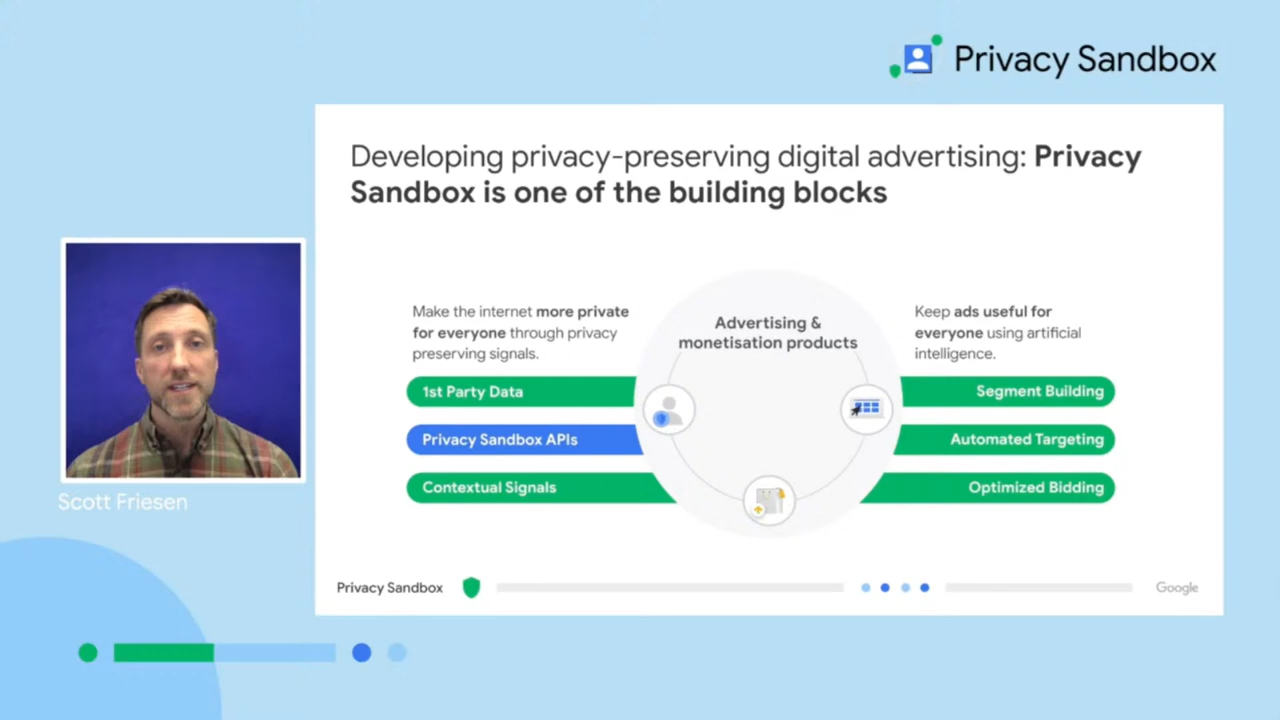 Privacy Sandbox
Developing privacy-preserving digital advertising: Privacy
Sandbox is one of the building blocks
Make the internet more private
for everyone through privacy
preserving signals.
1st Party Data
Privacy Sandbox APIs
Contextual Signals
Advertising &
monetisation products
Keep ads useful for
everyone using artificial
intelligence.
Segment Building
Automated Targeting
Optimized Bidding
Scott Friesen
Privacy Sandbox
Google